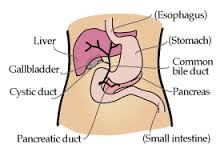 (Esophagus)
Liver
(Stomach)
Gallbladder
Common
bile duct
Cystic duct
Pancreas
Pancreatic duct
(Small intestine)